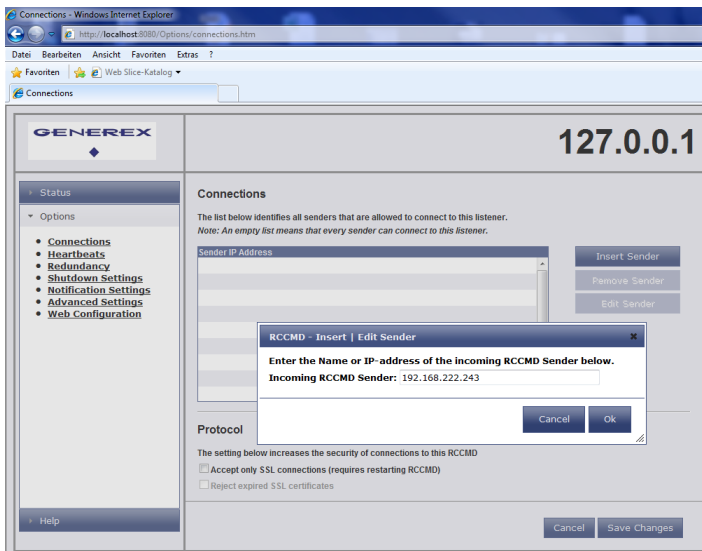 Connections - Windows Internet Explorer
http://localhost:8080/Options/connections.htm
Datei Bearbeiten Ansicht Favoriten Extras ?
Favoriten Web Slice-Katalog
Connections
GENEREX
127.0.0.1
Status
Options
Connections
Heartbeats
Redundancy
Shutdown Settings
Notification Settings
Advanced Settings
Web Configuration
Help
Connections
The list below identifies all senders that are allowed to connect to this listener.
Note: An empty list means that every sender can connect to this listener.
Sender IP Address
Insert Sender
Remove Sender
Edit Sender
RCCMD - Insert | Edit Sender
Enter the Name or IP-address of the incoming RCCMD Sender below.
Incoming RCCMD Sender: 192.168.222.243
Cancel Ok
Protocol
The setting below increases the security of connections to this RCCMD
Accept only SSL connections (requires restarting RCCMD)
Reject expired SSL certificates
Cancel Save Changes